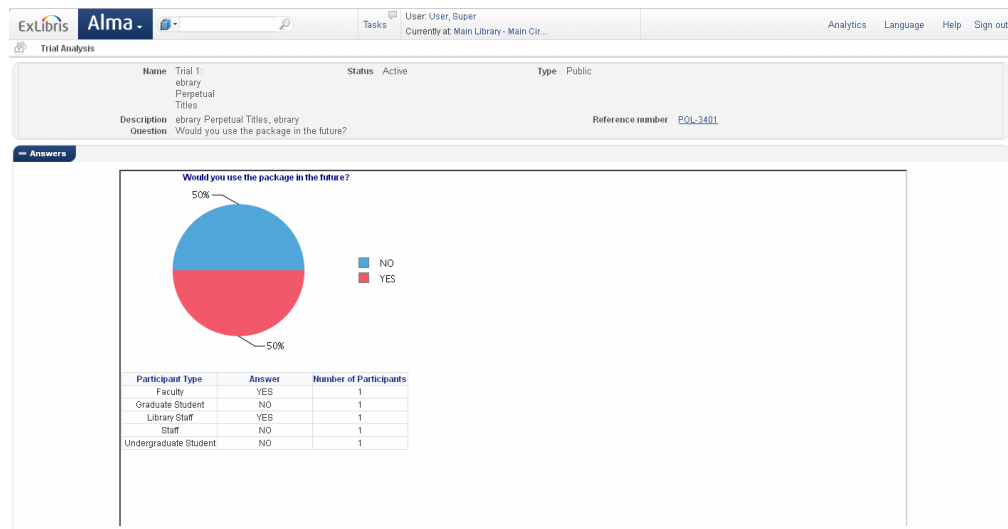 ExLibris Alma Tasks User: User, Super Analytics Language Help Sign out
Currently at: Main Library - Main Cir...
Trial Analysis
Name Trial 1: Status Active Type Public
ebrary
Perpetual
Titles
Description ebrary Perpetual Titles, ebrary Reference number POL-3401
Question Would you use the package in the future?
Answers
Would you use the package in the future?
50%
NO
YES
50%
Participant Type Answer Number of Participants
Faculty YES 1
Graduate Student NO 1
Library Staff YES 1
Staff NO 1
Undergraduate Student NO 1